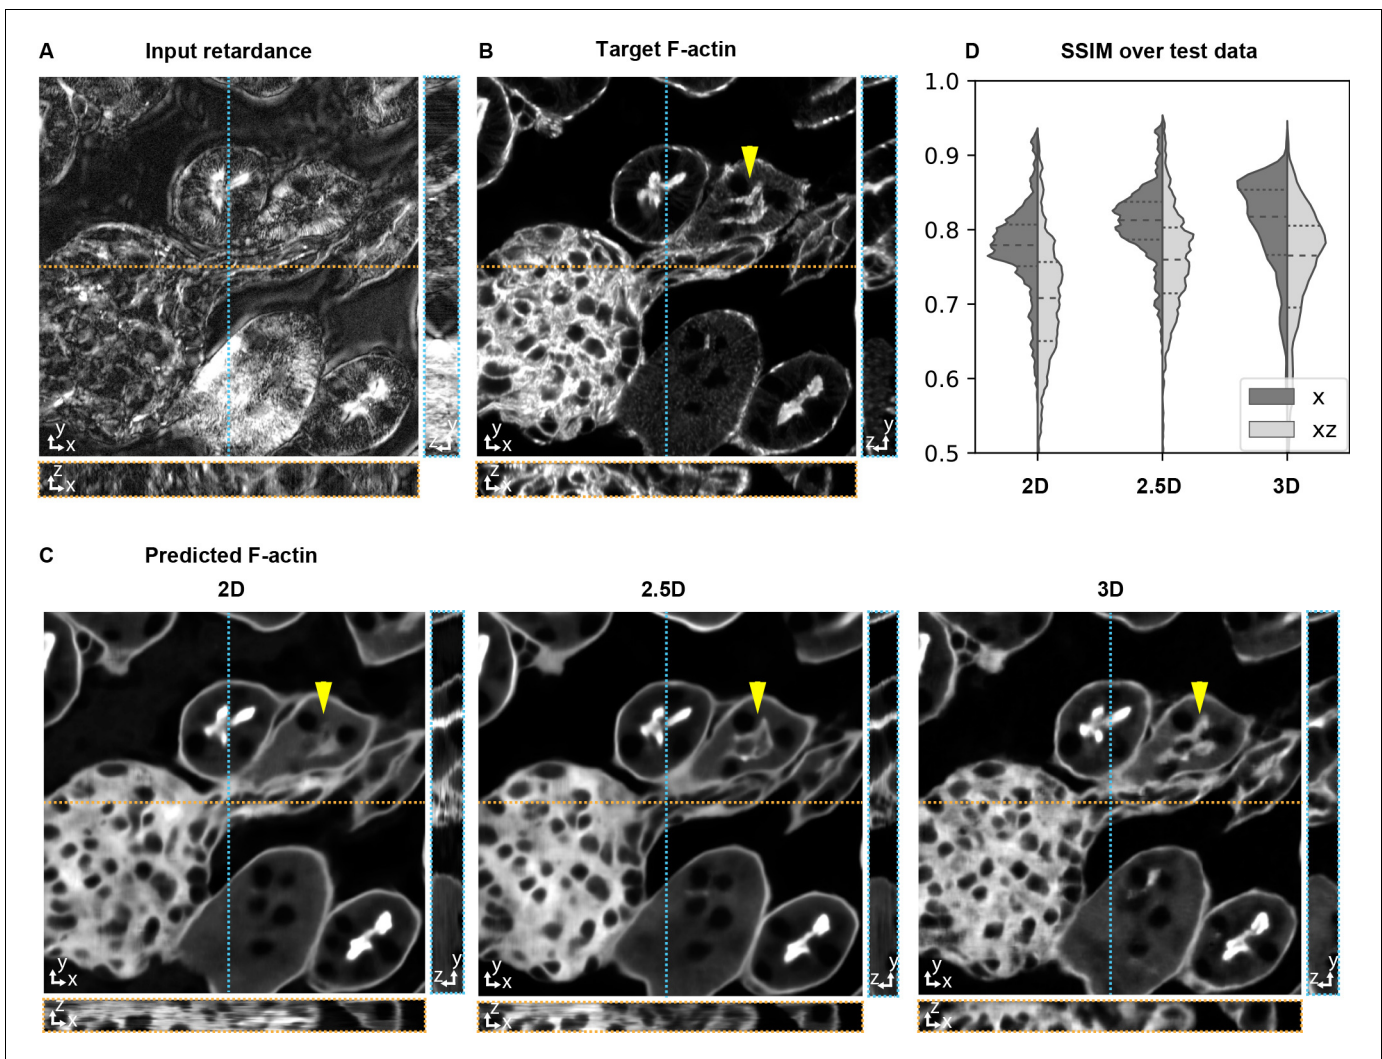 A Input retardance
B Target F-actin
D SSIM over test data
1.0
0.9
0.8
0.7
0.6
0.5
x
xz
2D 2.5D 3D
y
x
z y
z
x
y
x
z y
z
x
C Predicted F-actin
2D 2.5D 3D
y
x
z y
z
x
y
x
z y
z
x
y
x
z y
z
x